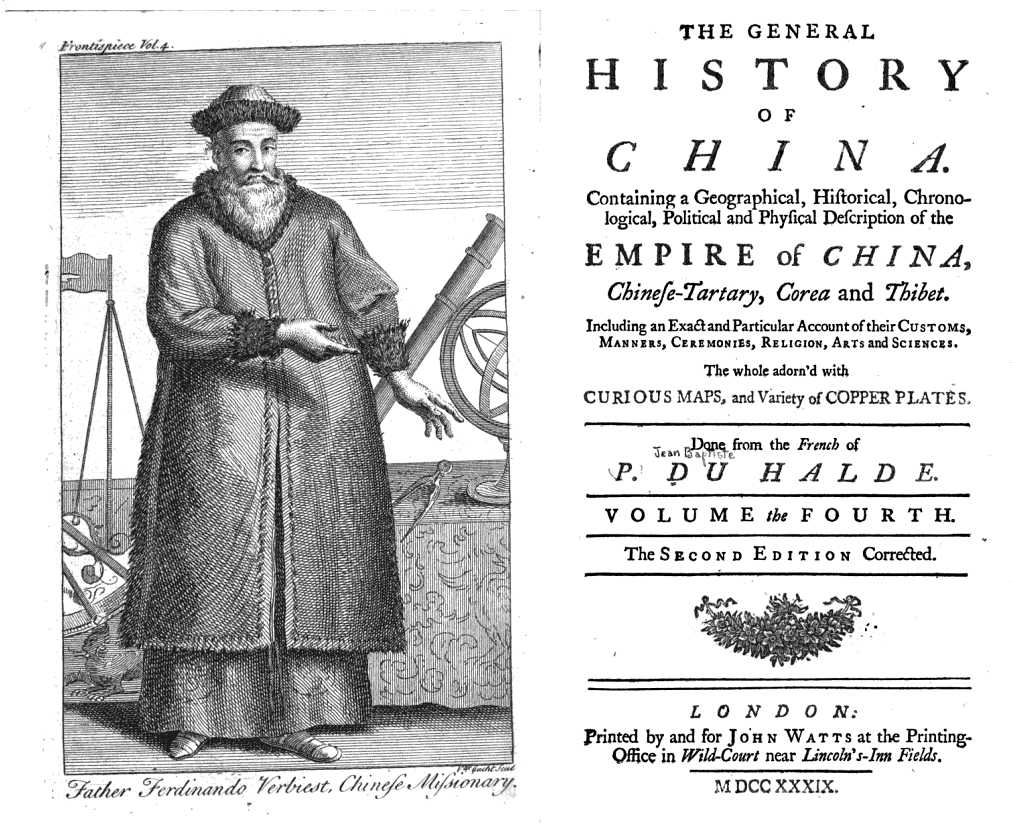 Frontispiece Vol. 4.
Father Ferdinando Verbiest, Chineſe Miſsionary.
THE GENERAL
HISTORY
OF
CHINA.
Containing a Geographical, Hiſtorical, Chrono-
logical, Political and Phyſical Deſcription of the
EMPIRE of CHINA,
Chineſe-Tartary, Corea and Thibet.
Including an Exact and Particular Account of their CUSTOMS,
MANNERS, CEREMONIES, RELIGION, ARTS and SCIENCES.
The whole adorn'd with
CURIOUS MAPS, and Variety of COPPER PLATES.
Done from the French of
Jean Baptiste
P. DU HALDE.
VOLUME the FOURTH.
The SECOND EDITION Corrected.
LONDON:
Printed by and for JOHN WATTS at the Printing-
Office in Wild-Court near Lincoln's-Inn Fields.
MDCCXXXIX.